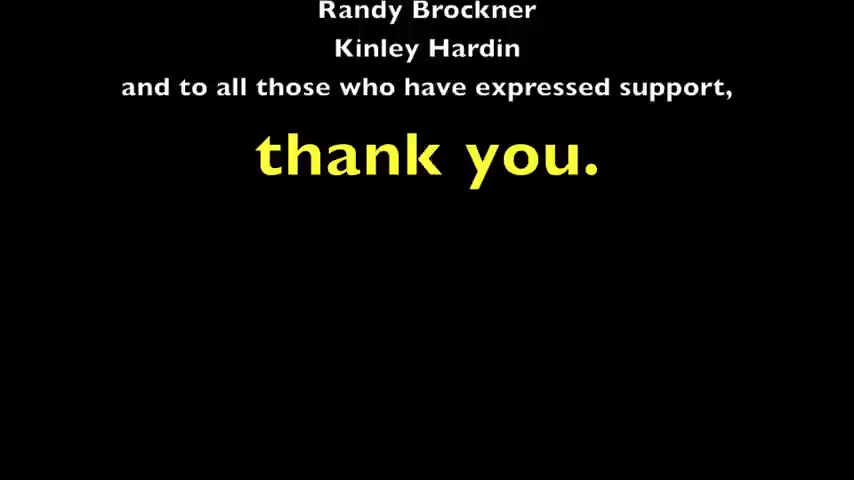 Randy Brockner
Kinley Hardin
and to all those who have expressed support,
thank you.